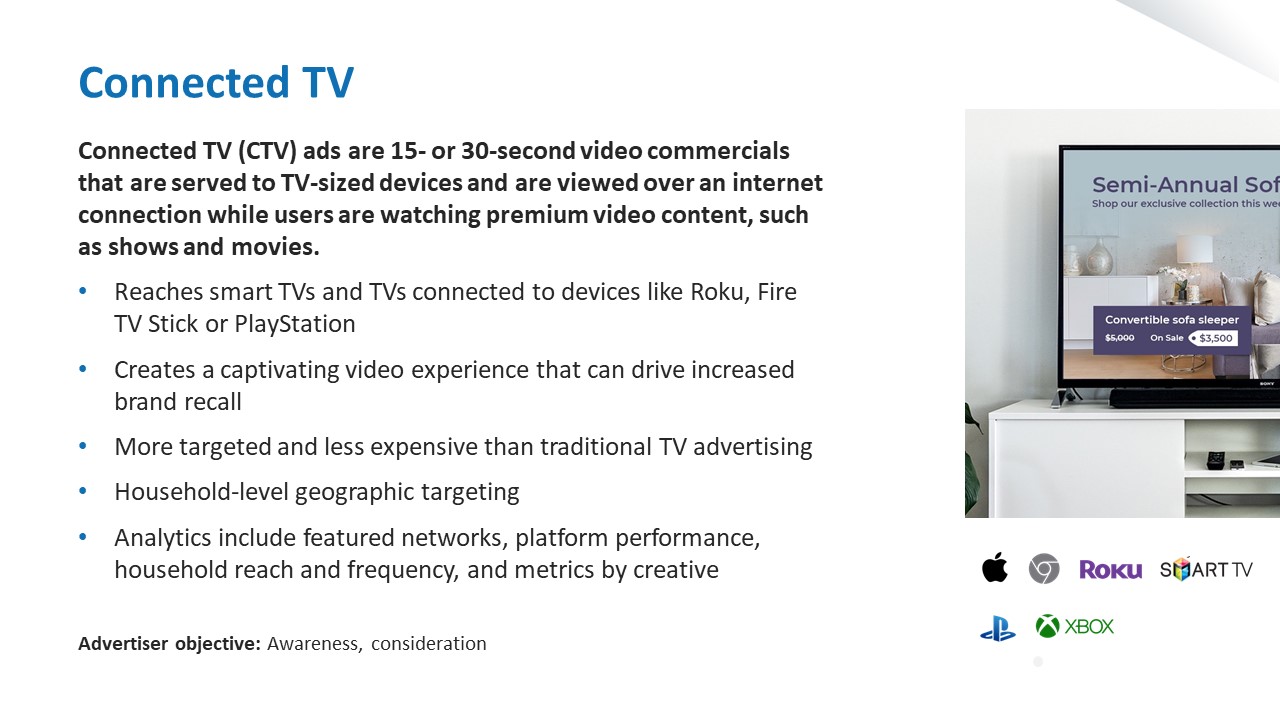 Connected TV
Connected TV (CTV) ads are 15- or 30-second video commercials
that are served to TV-sized devices and are viewed over an internet
connection while users are watching premium video content, such
as shows and movies.
• Reaches smart TVs and TVs connected to devices like Roku, Fire
TV Stick or PlayStation
• Creates a captivating video experience that can drive increased
brand recall
• More targeted and less expensive than traditional TV advertising
• Household-level geographic targeting
• Analytics include featured networks, platform performance,
household reach and frequency, and metrics by creative
Advertiser objective: Awareness, consideration
Semi-Annual Sof
Shop our exclusive collection this wee
Convertible sofa sleeper
$5,000 On Sale $3,500
SONY
Roku SMART TV
XBOX